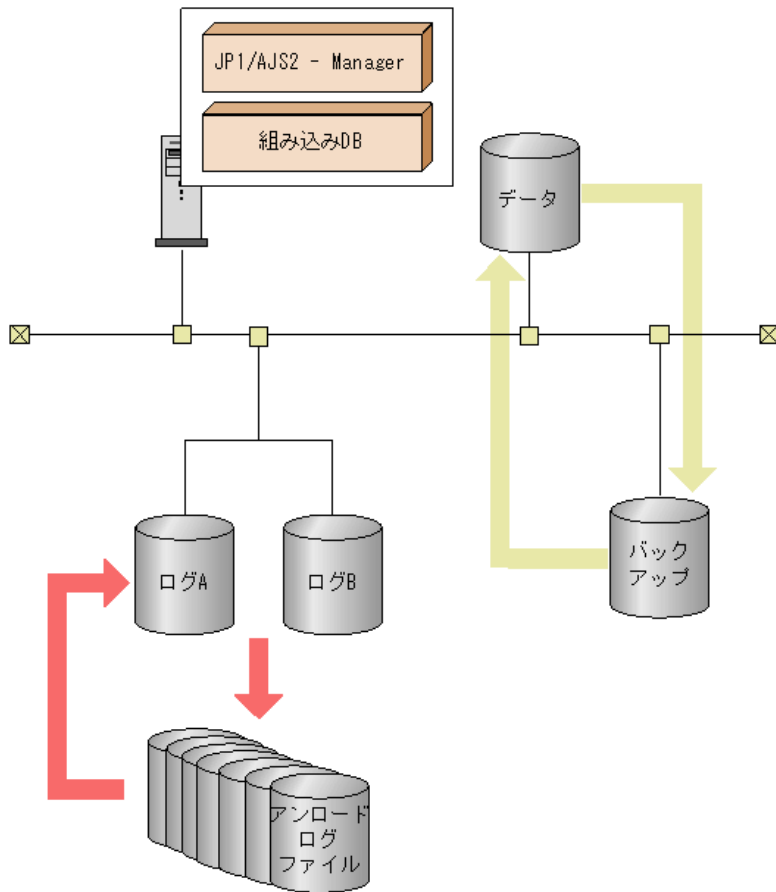 JP1/AJS2 - Manager
組み込みDB
データ
バック
アップ
ログA
ログB
アンロード
ログ
ファイル